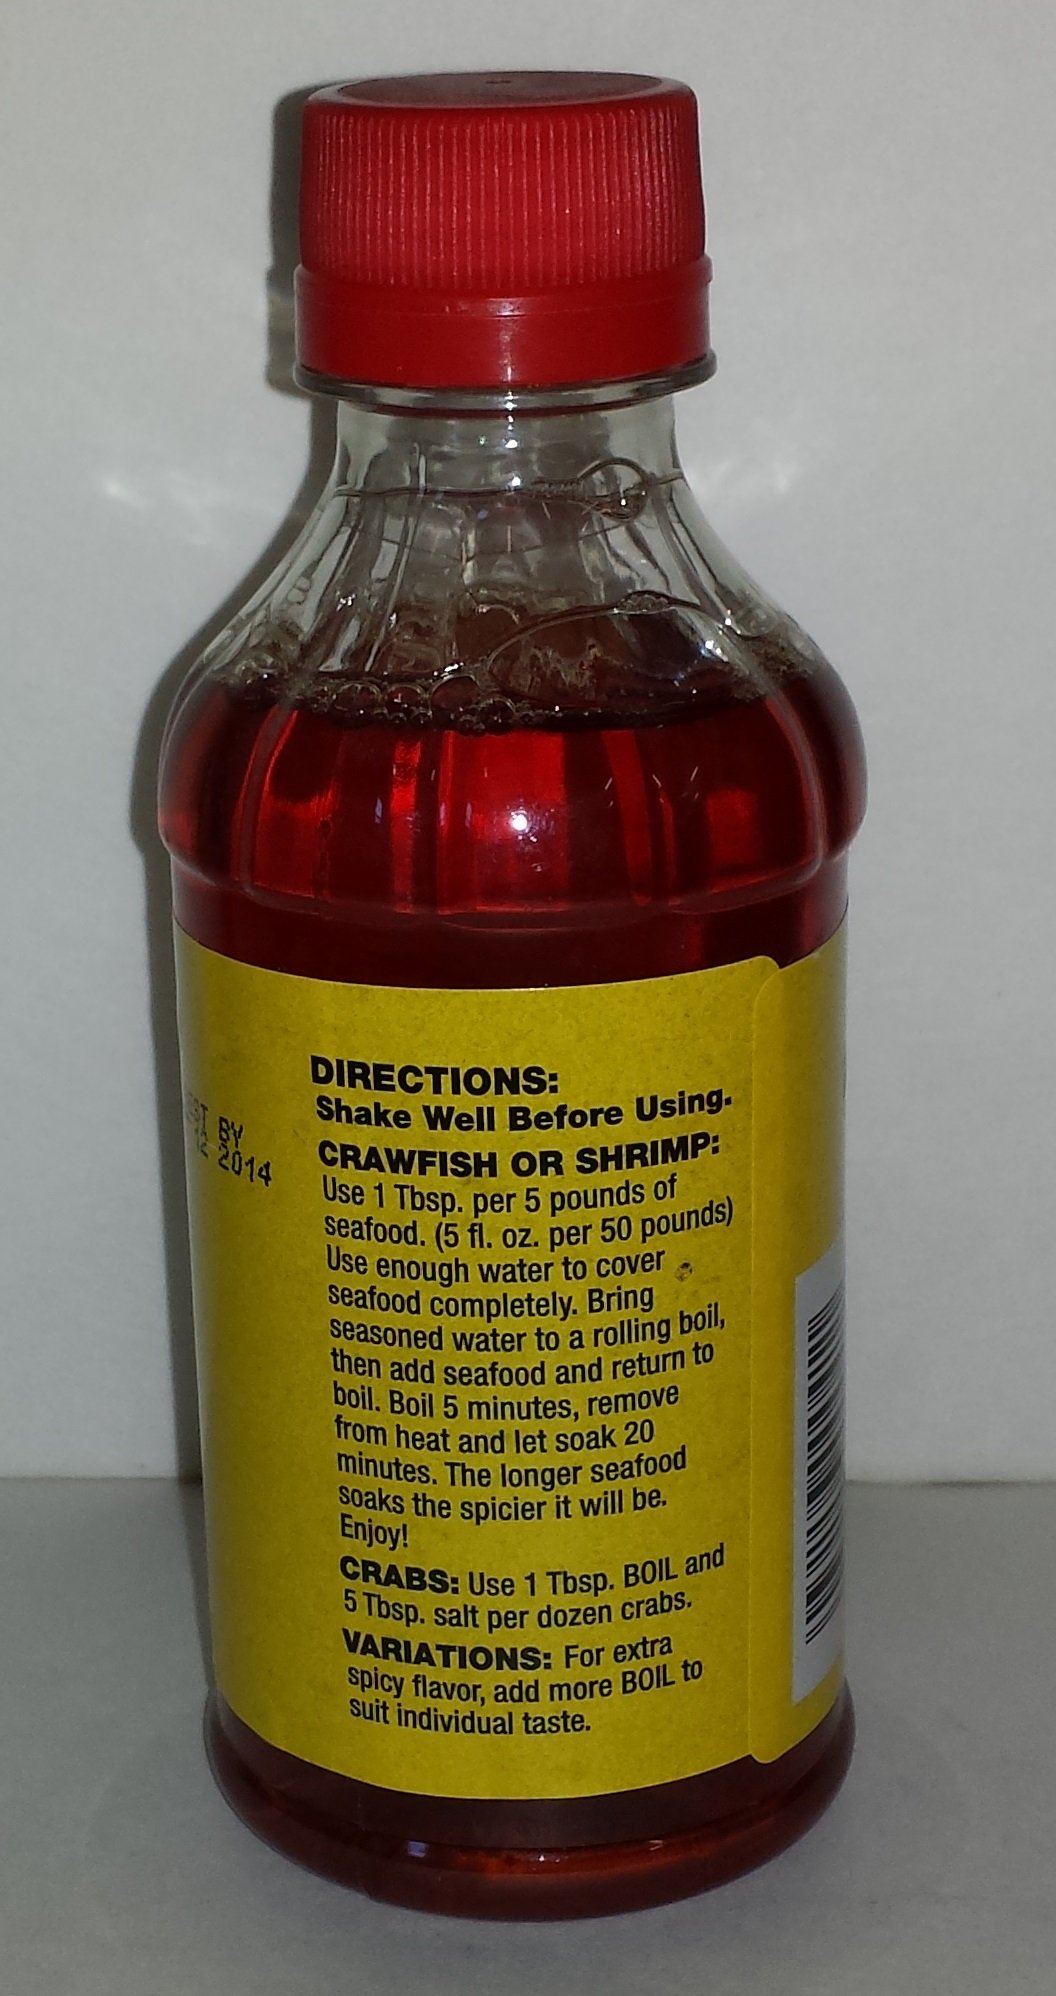 DIRECTIONS:
Shake Well Before Using.
CRAWFISH OR SHRIMP:
Use 1 Tbsp. per 5 pounds of
seafood. (5 fl. oz. per 50 pounds)
Use enough water to cover
seafood completely. Bring
seasoned water to a rolling boil,
then add seafood and return to
boil. Boil 5 minutes, remove
from heat and let soak 20
minutes. The longer seafood
soaks the spicier it will be.
Enjoy!
CRABS: Use 1 Tbsp. BOIL and
5 Tbsp. salt per dozen crabs.
VARIATIONS: For extra
spicy flavor, add more BOIL to
suit individual taste.
BY
2014